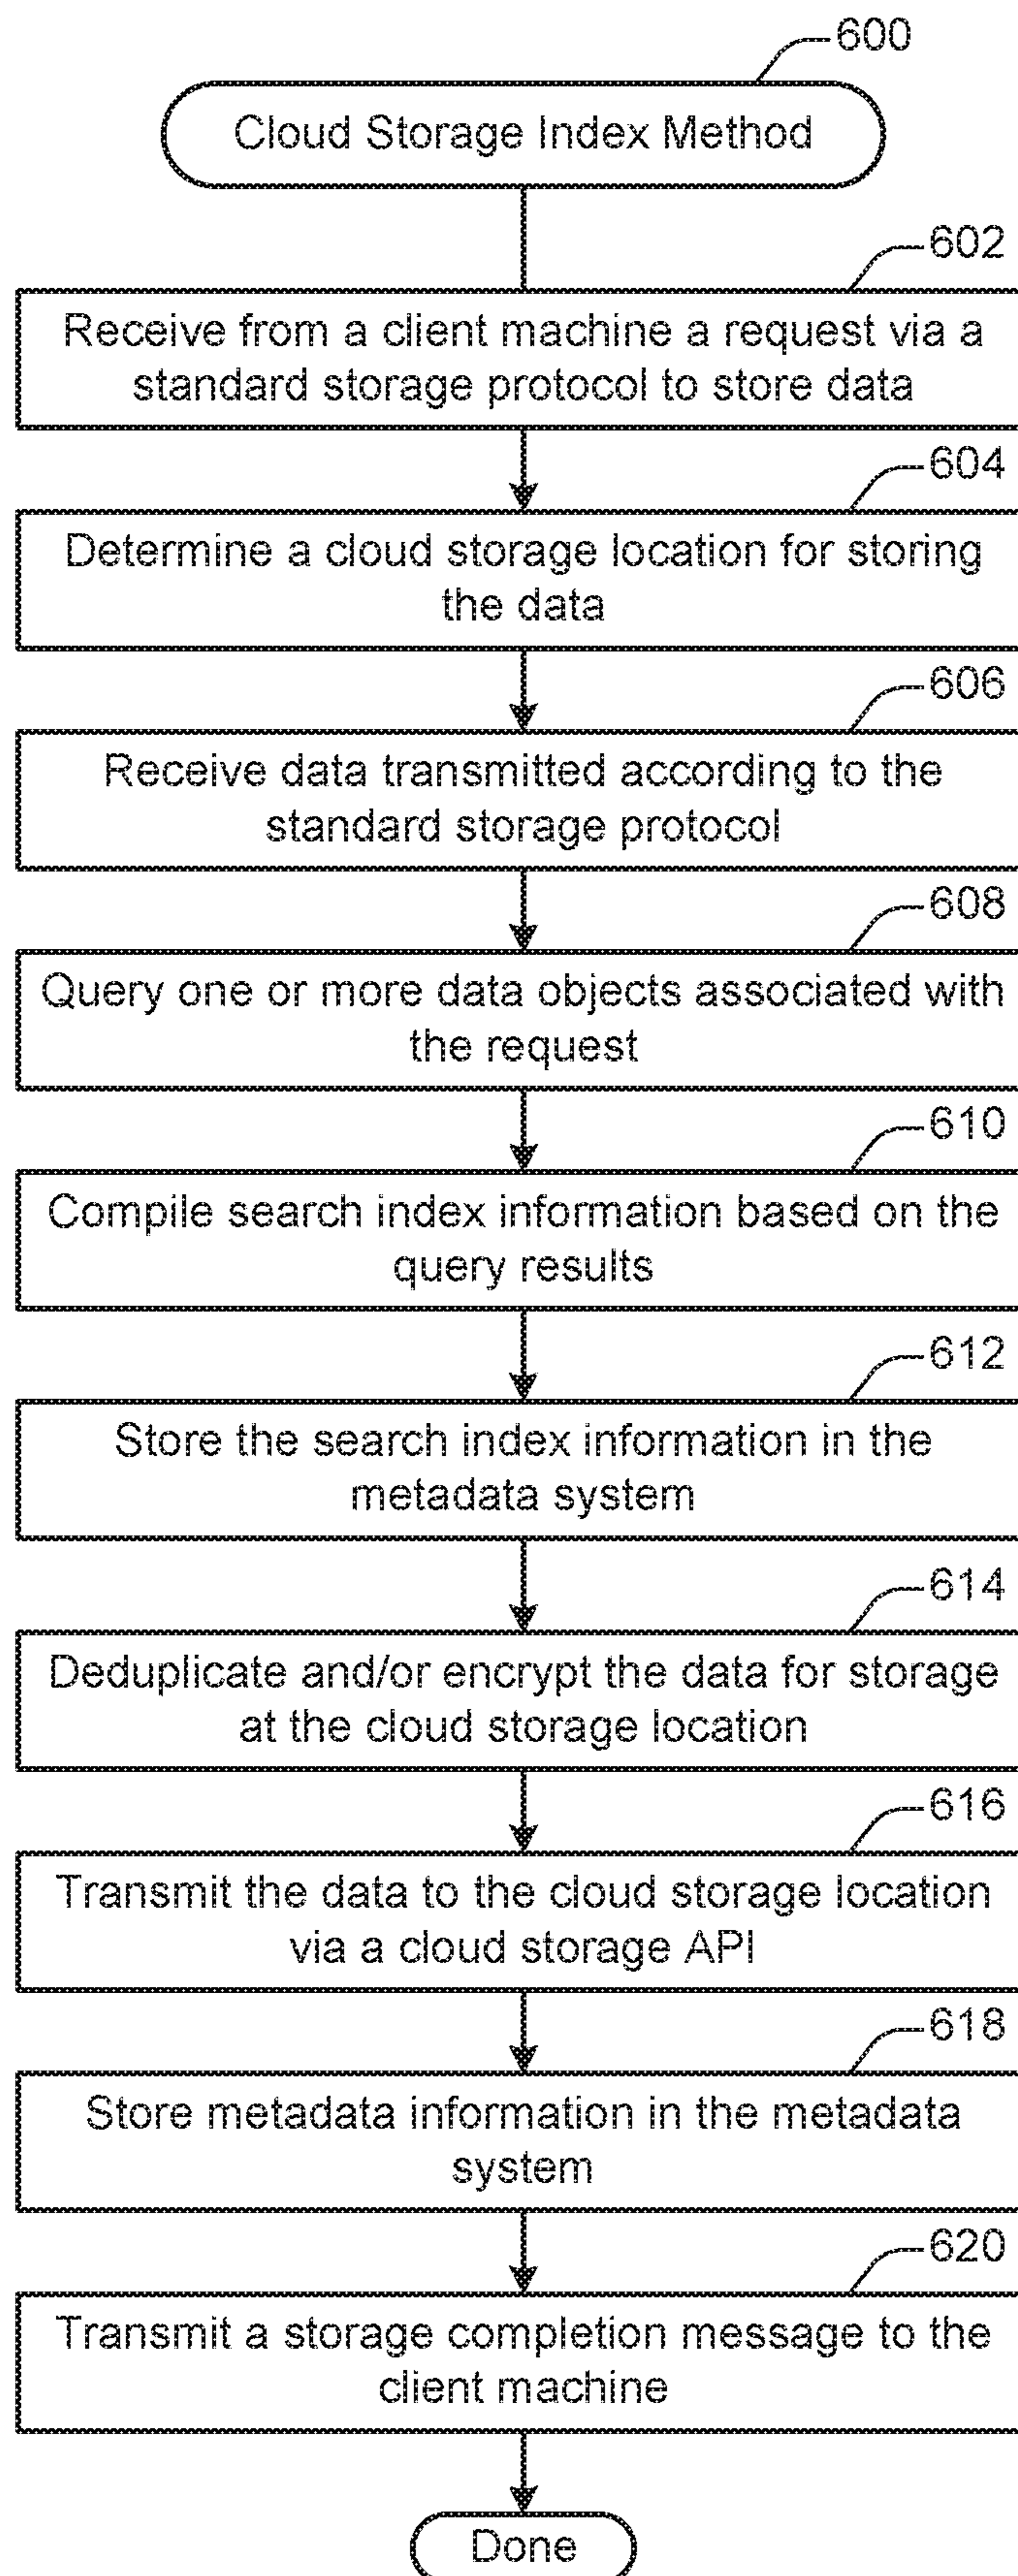 600
Cloud Storage Index Method
602
Receive from a client machine a request via a
standard storage protocol to store data
604
Determine a cloud storage location for storing
the data
606
Receive data transmitted according to the
standard storage protocol
608
Query one or more data objects associated with
the request
610
Compile search index information based on the
query results
612
Store the search index information in the
metadata system
614
Deduplicate and/or encrypt the data for storage
at the cloud storage location
616
Transmit the data to the cloud storage location
via a cloud storage API
618
Store metadata information in the metadata
system
620
Transmit a storage completion message to the
client machine
Done